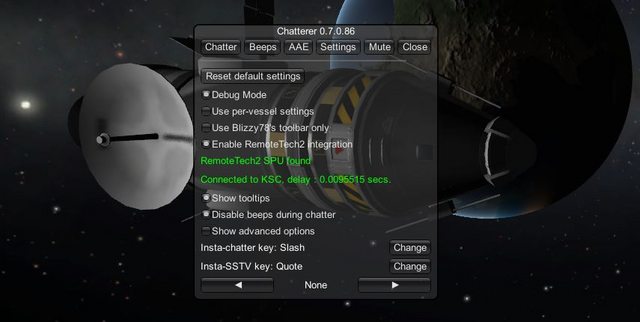 Chatterer 0.7.0.86
Chatter Beeps AAE Settings Mute Close
Reset default settings
Debug Mode
Use per-vessel settings
Use Blizzy78's toolbar only
Enable RemoteTech2 integration
RemoteTech2 SPU found
Connected to KSC, delay : 0.0095515 secs.
Show tooltips
Disable beeps during chatter
Show advanced options
Insta-chatter key: Slash Change
Insta-SSTV key: Quote Change
None